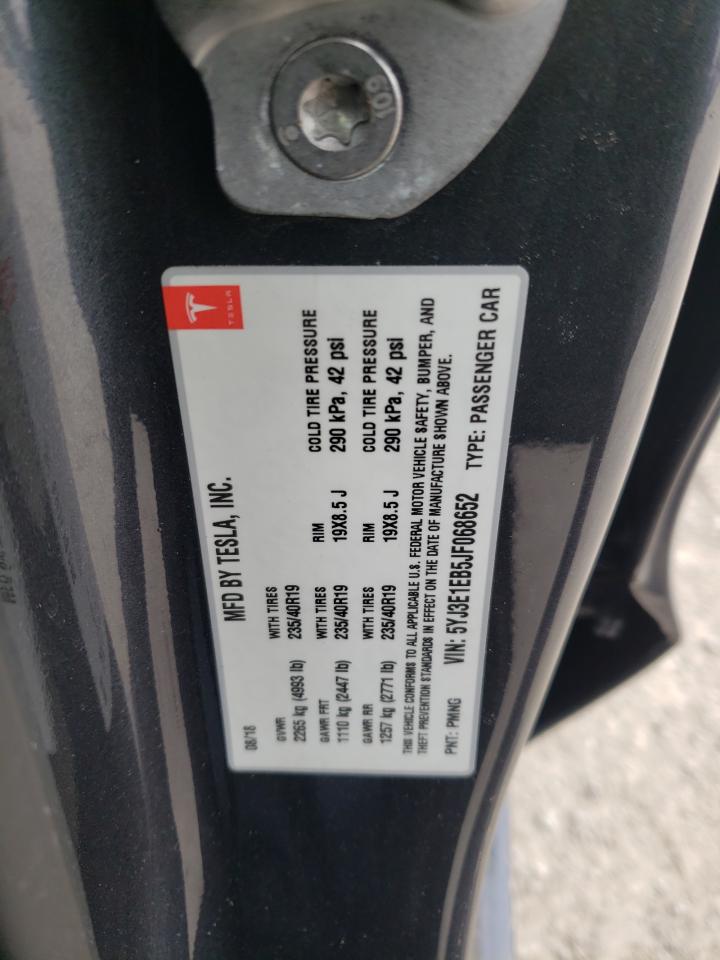 TESLA
MFD BY TESLA, INC.
08/18
GVWR WITH TIRES
2265 kg (4993 lb) 235/40R19
GAWR FRT WITH TIRES RIM COLD TIRE PRESSURE
1110 kg (2447 lb) 235/40R19 19X8.5 J 290 kPa, 42 psi
GAWR RR WITH TIRES RIM COLD TIRE PRESSURE
1257 kg (2771 lb) 235/40R19 19X8.5 J 290 kPa, 42 psi
THIS VEHICLE CONFORMS TO ALL APPLICABLE U.S. FEDERAL MOTOR VEHICLE SAFETY, BUMPER, AND
THEFT PREVENTION STANDARDS IN EFFECT ON THE DATE OF MANUFACTURE SHOWN ABOVE.
PNT: PMNG VIN: 5YJ3E1EB5JF068652 TYPE: PASSENGER CAR